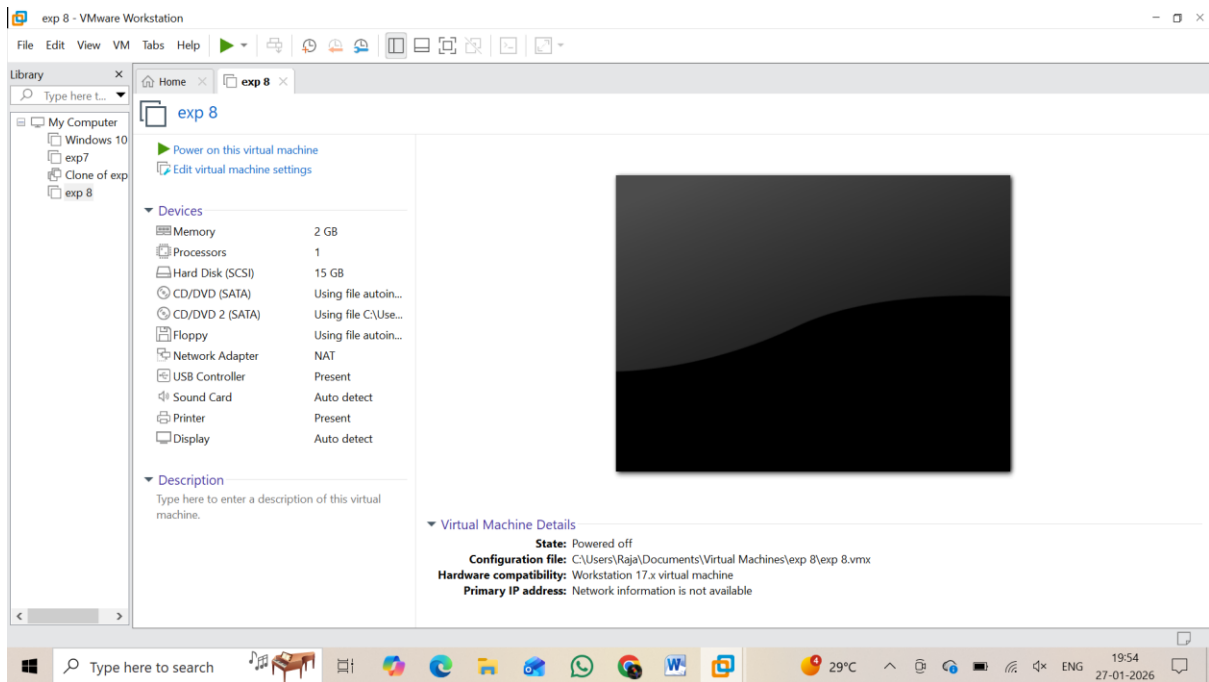 exp 8 - VMware Workstation
File Edit View VM Tabs Help
Library
Type here t...
My Computer
Windows 10
exp7
Clone of exp
exp 8
Home
exp 8
exp 8
Power on this virtual machine
Edit virtual machine settings
Devices
Memory 2 GB
Processors 1
Hard Disk (SCSI) 15 GB
CD/DVD (SATA) Using file autoin...
CD/DVD 2 (SATA) Using file C:\Use...
Floppy Using file autoin...
Network Adapter NAT
USB Controller Present
Sound Card Auto detect
Printer Present
Display Auto detect
Description
Type here to enter a description of this virtual
machine.
Virtual Machine Details
State: Powered off
Configuration file: C:\Users\Raja\Documents\Virtual Machines\exp 8\exp 8.vmx
Hardware compatibility: Workstation 17.x virtual machine
Primary IP address: Network information is not available
Type here to search
4
29°C
ENG
19:54
27-01-2026